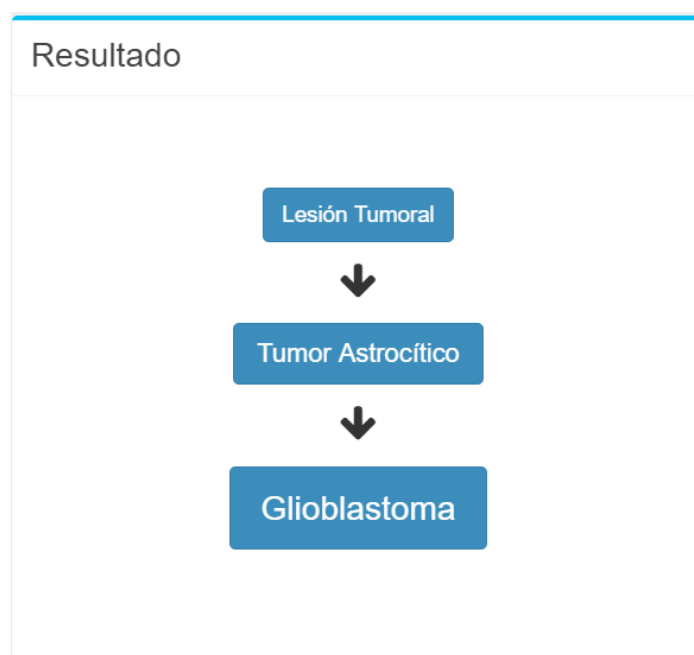 Resultado
Lesión Tumoral
Tumor Astrocítico
Glioblastoma